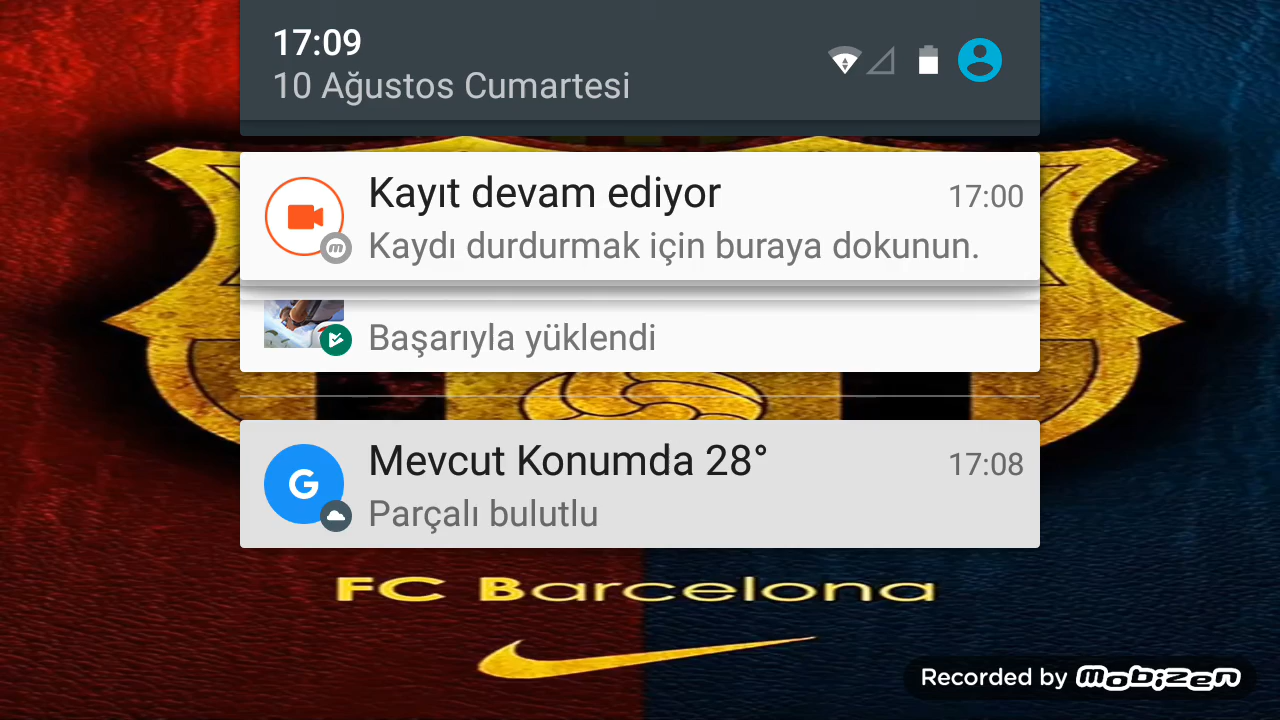 17:09
10 Ağustos Cumartesi
Kayıt devam ediyor 17:00
Kaydı durdurmak için buraya dokunun.
Başarıyla yüklendi
Mevcut Konumda 28° 17:08
Parçalı bulutlu
FC Barcelona
Recorded by mobizen